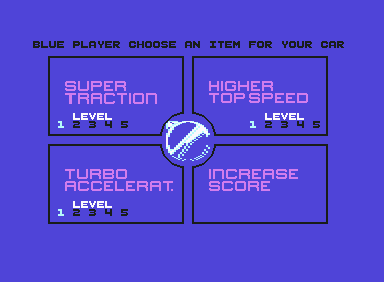 BLUE PLAYER CHOOSE AN ITEM FOR YOUR CAR
SUPER
TRACTION
LEVEL
1 2 3 4 5
HIGHER
TOP SPEED
LEVEL
1 2 3 4 5
TURBO
ACCELERAT.
LEVEL
1 2 3 4 5
INCREASE
SCORE